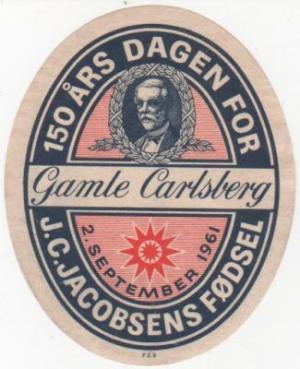 150 ÅRS DAGEN FOR
Gamle Carlsberg
2. SEPTEMBER 1961
J.C. JACOBSENS FØDSEL